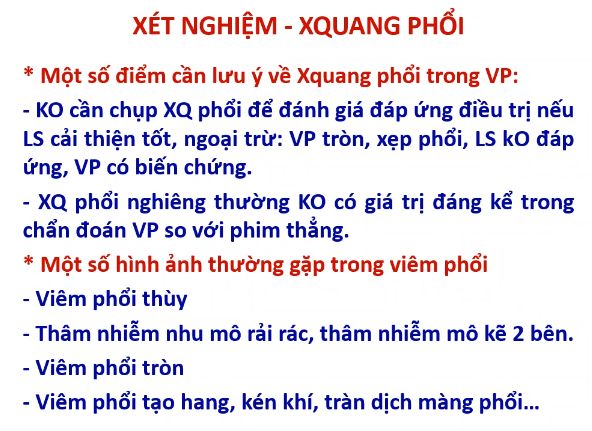 XÉT NGHIỆM - XQUANG PHỔI
* Một số điểm cần lưu ý về Xquang phổi trong VP:
- KO cần chụp XQ phổi để đánh giá đáp ứng điều trị nếu
LS cải thiện tốt, ngoại trừ: VP tròn, xẹp phổi, LS kO đáp
ứng, VP có biến chứng.
- XQ phổi nghiêng thường KO có giá trị đáng kể trong
chẩn đoán VP so với phim thẳng.
* Một số hình ảnh thường gặp trong viêm phổi
- Viêm phổi thùy
- Thâm nhiễm nhu mô rải rác, thâm nhiễm mô kẽ 2 bên.
- Viêm phổi tròn
- Viêm phổi tạo hang, kén khí, tràn dịch màng phổi...